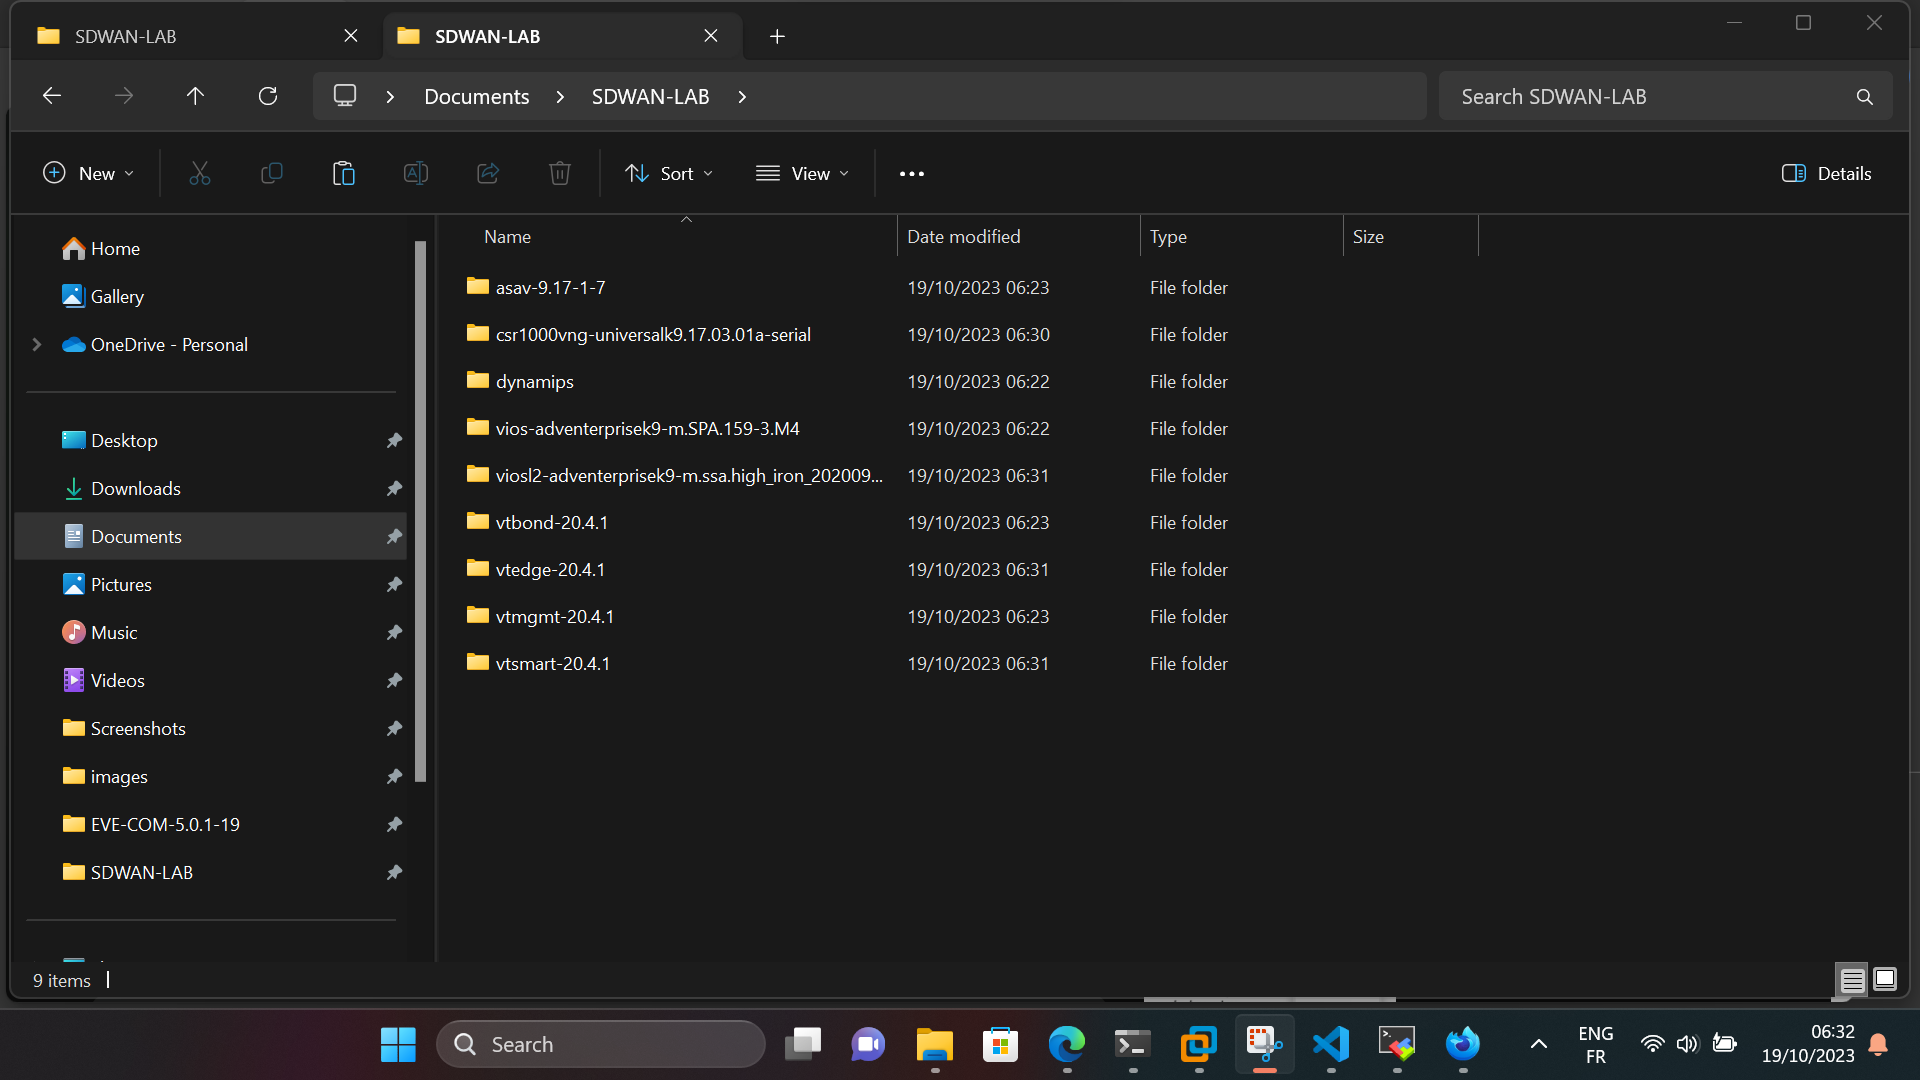 SDWAN-LAB
SDWAN-LAB
Documents
SDWAN-LAB
Search SDWAN-LAB
New
Sort
View
Details
Home
Gallery
OneDrive - Personal
Desktop
Downloads
Documents
Pictures
Music
Videos
Screenshots
images
EVE-COM-5.0.1-19
SDWAN-LAB
Name Date modified Type Size
asav-9.17-1-7 19/10/2023 06:23 File folder
csr1000vng-universalk9.17.03.01a-serial 19/10/2023 06:30 File folder
dynamips 19/10/2023 06:22 File folder
vios-adventerprisek9-m.SPA.159-3.M4 19/10/2023 06:22 File folder
viosl2-adventerprisek9-m.ssa.high_iron_202009... 19/10/2023 06:31 File folder
vtbond-20.4.1 19/10/2023 06:23 File folder
vtedge-20.4.1 19/10/2023 06:31 File folder
vtmgmt-20.4.1 19/10/2023 06:23 File folder
vtsmart-20.4.1 19/10/2023 06:31 File folder
9 items
Search
ENG
FR
06:32
19/10/2023